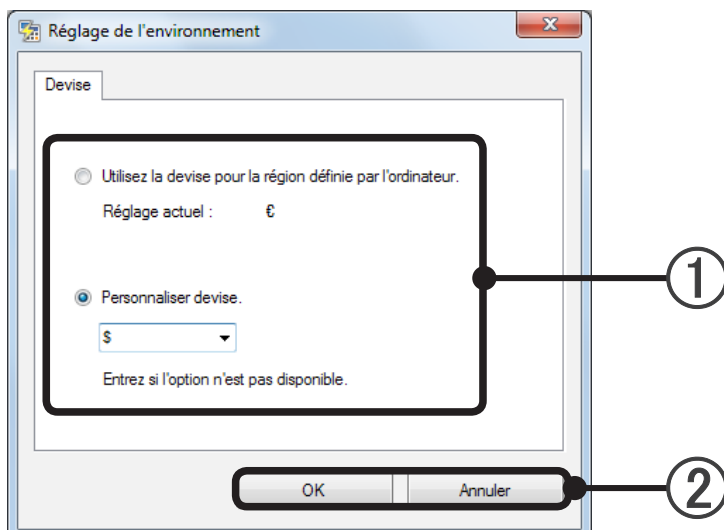 Réglage de l'environnement
Devise
Utilisez la devise pour la région définie par l'ordinateur.
Réglage actuel : €
①
Personnaliser devise.
$
Entrez si l'option n'est pas disponible.
OK Annuler
②